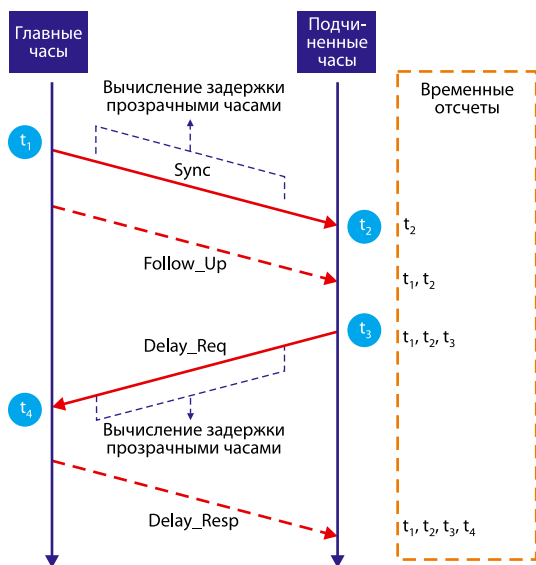 Главные
часы
Подчи-
ненные
часы
Вычисление задержки
прозрачными часами
Временные
отсчеты
t₁
Sync
t₂
t₂
Follow_Up
t₁, t₂
t₃
Delay_Req
t₁, t₂, t₃
t₄
Вычисление задержки
прозрачными часами
Delay_Resp
t₁, t₂, t₃, t₄